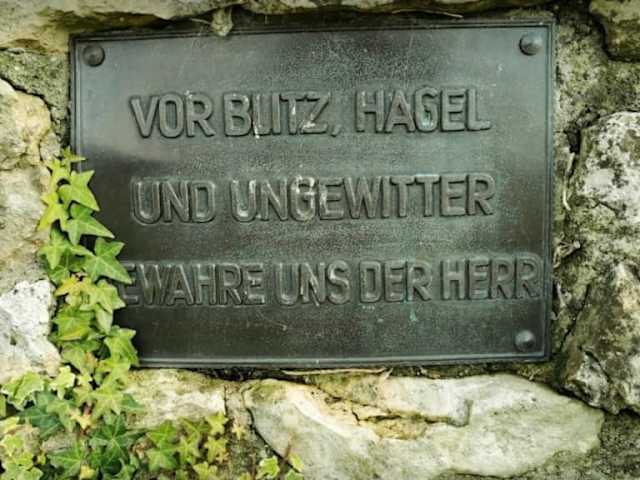 VOR BLITZ, HAGEL
UND UNGEWITTER
EWAHRE UNS DER HERR